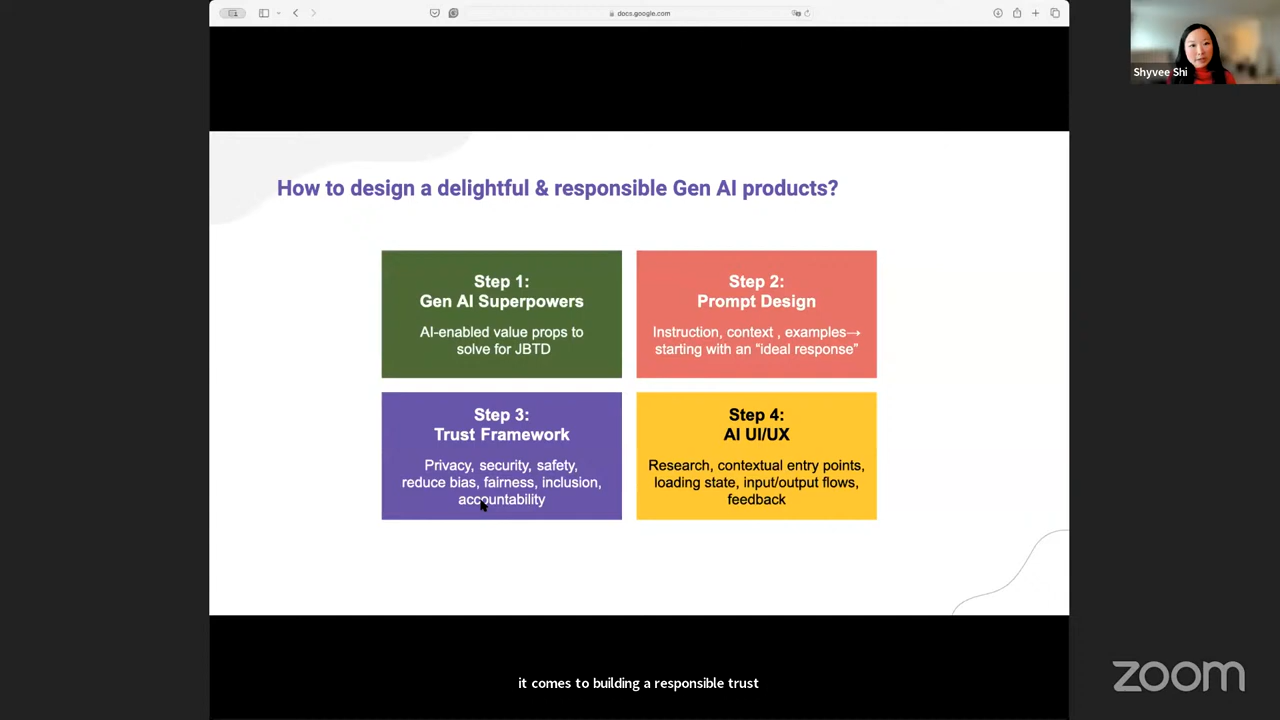 docs.google.com
Shyvee Shi
How to design a delightful & responsible Gen AI products?
Step 1:
Gen AI Superpowers
AI-enabled value props to
solve for JBTD
Step 2:
Prompt Design
Instruction, context , examples→
starting with an “ideal response”
Step 3:
Trust Framework
Privacy, security, safety,
reduce bias, fairness, inclusion,
accountability
Step 4:
AI UI/UX
Research, contextual entry points,
loading state, input/output flows,
feedback
it comes to building a responsible trust
zoom